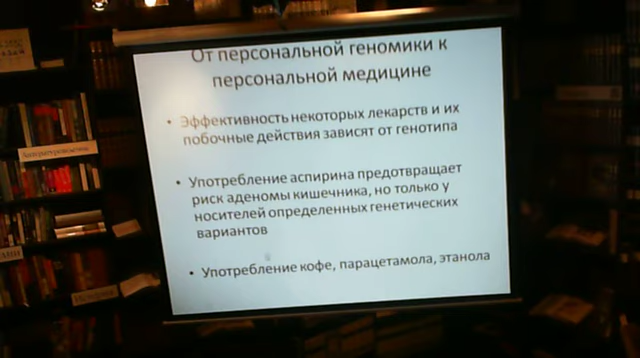 От персональной геномики к
персональной медицине
• Эффективность некоторых лекарств и их
побочные действия зависят от генотипа
• Употребление аспирина предотвращает
риск аденомы кишечника, но только у
носителей определенных генетических
вариантов
• Употребление кофе, парацетамола, этанола